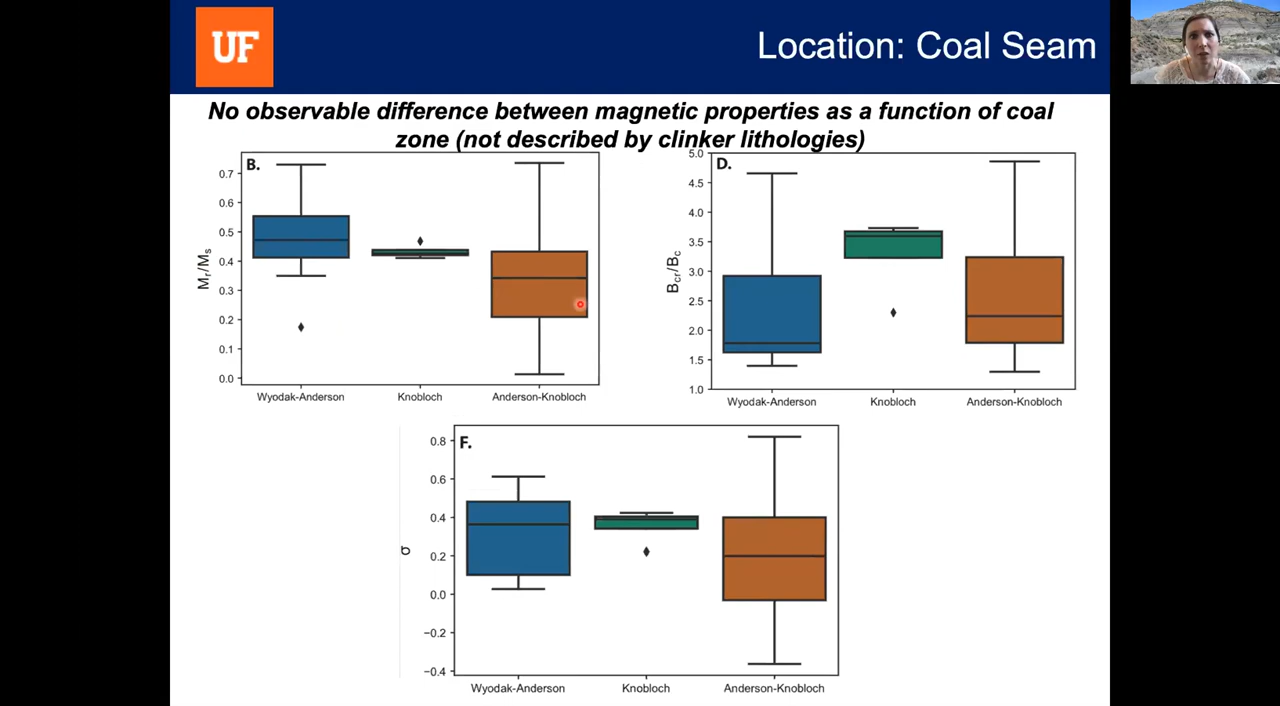 UF
Location: Coal Seam
No observable difference between magnetic properties as a function of coal
zone (not described by clinker lithologies)
B.
0.7
0.6
0.5
0.4
0.3
0.2
0.1
0.0
Mr/Ms
Wyodak-Anderson
Knobloch
Anderson-Knobloch
D.
5.0
4.5
4.0
3.5
3.0
2.5
2.0
1.5
1.0
Bcr/Bc
Wyodak-Anderson
Knobloch
Anderson-Knobloch
F.
0.8
0.6
0.4
0.2
0.0
−0.2
−0.4
σ
Wyodak-Anderson
Knobloch
Anderson-Knobloch